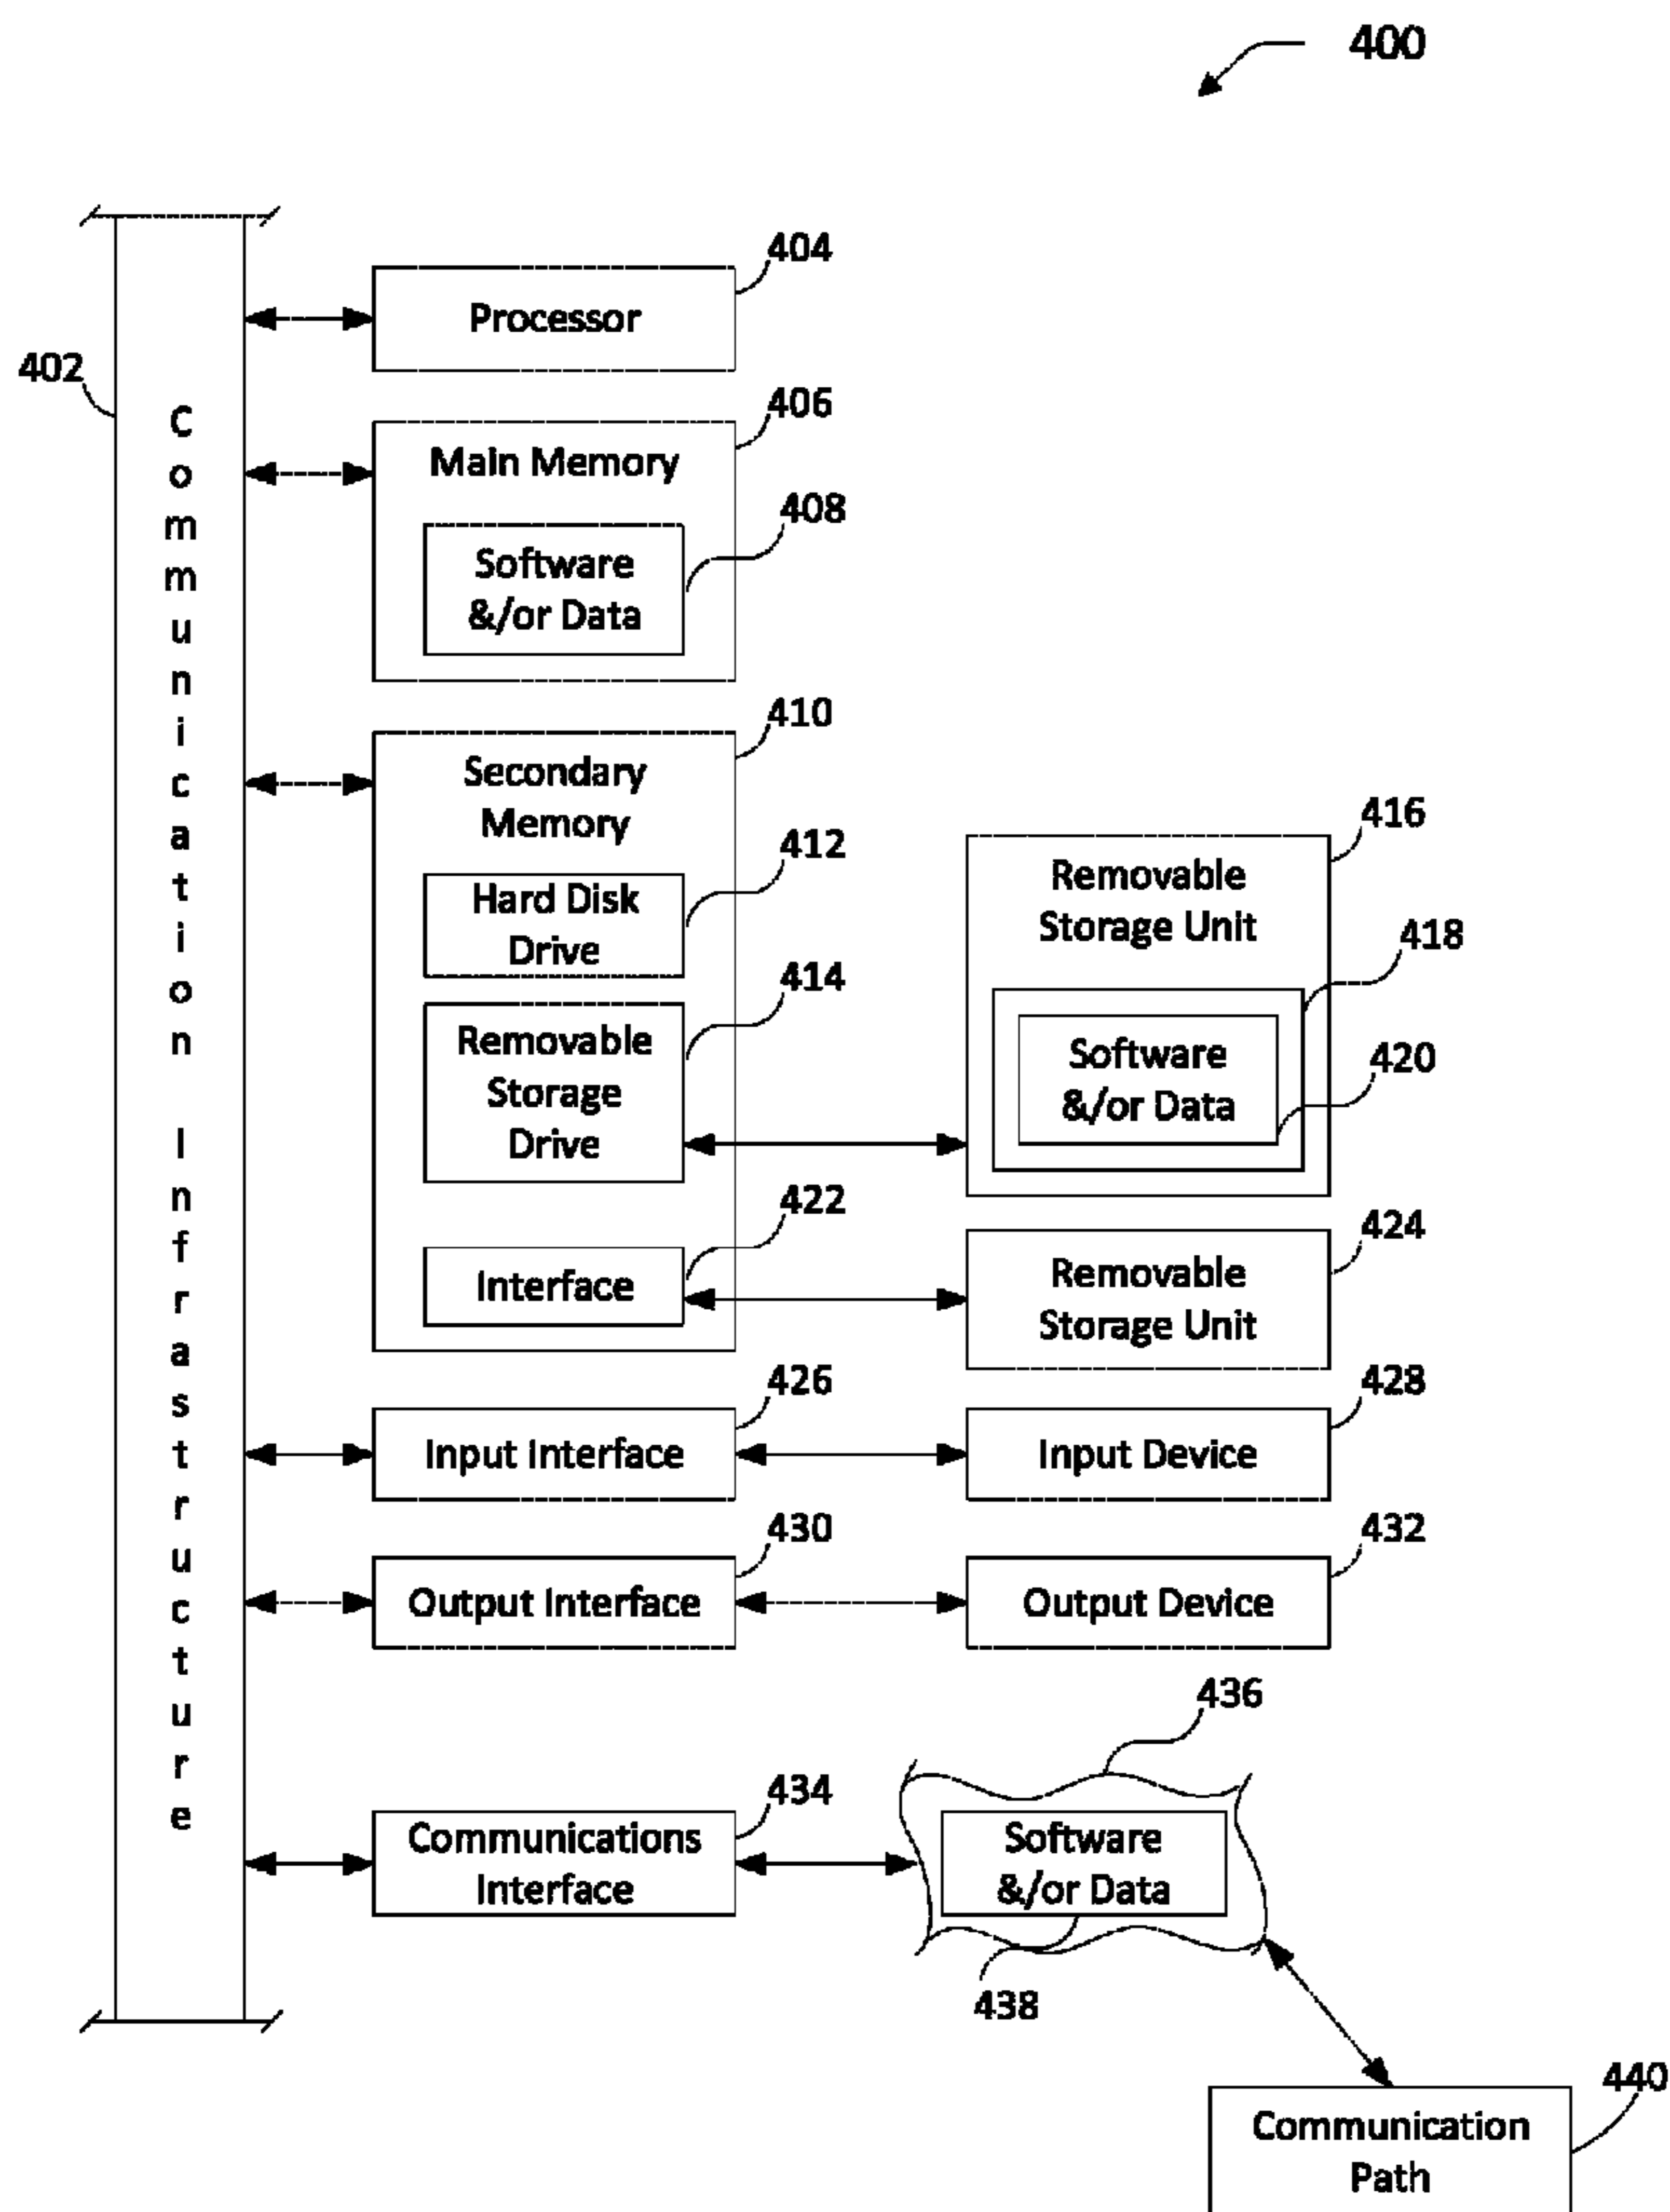 400
404
Processor
402
Communication Infrastructure
406
Main Memory
408
Software
&/or Data
410
Secondary
Memory
412
Hard Disk
Drive
414
Removable
Storage
Drive
416
Removable
Storage Unit
418
Software
&/or Data
420
422
Interface
424
Removable
Storage Unit
426
Input Interface
428
Input Device
430
Output Interface
432
Output Device
434
Communications
Interface
436
Software
&/or Data
438
440
Communication
Path